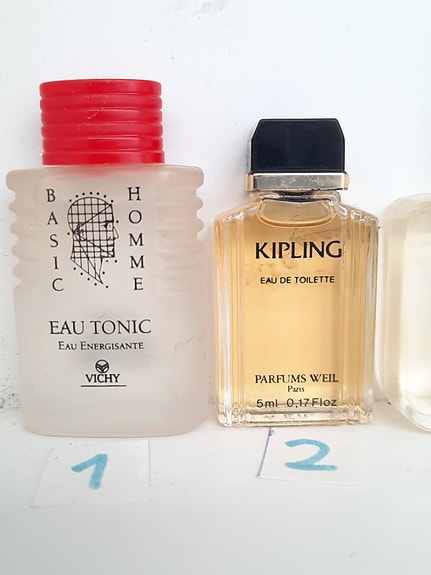 BASIC
HOMME
EAU TONIC
EAU ENERGISANTE
VICHY
KIPLING
EAU DE TOILETTE
PARFUMS WEIL
Paris
5ml 0,17Floz
1
2